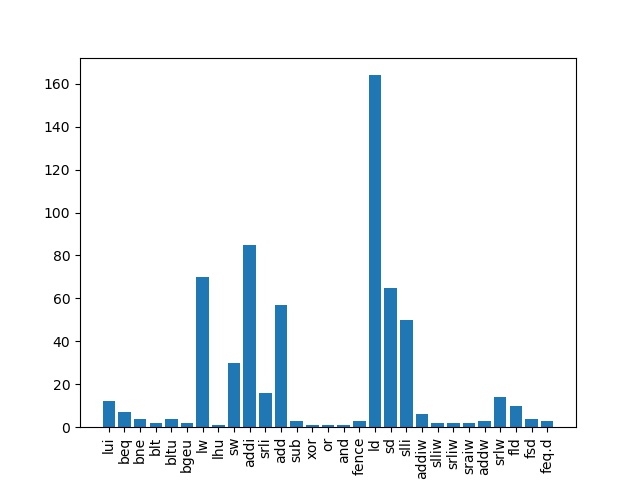 160
140
120
100
80
60
40
20
0
lui
beq
bne
blt
bltu
bgeu
lw
lhu
sw
addi
srli
add
sub
xor
or
and
fence
ld
sd
slli
addiw
slliw
srliw
sraiw
addw
srlw
fld
fsd
feq.d